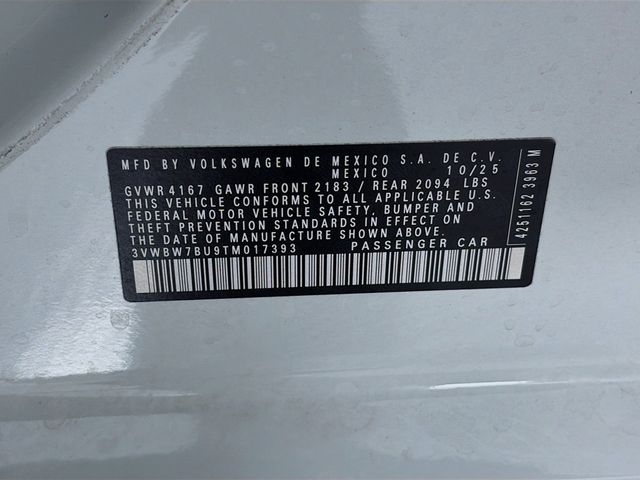 MFD BY VOLKSWAGEN DE MEXICO S.A. DE C.V.
MEXICO 10/25
GVWR 4167 GAWR FRONT 2183 / REAR 2094 LBS
THIS VEHICLE CONFORMS TO ALL APPLICABLE U.S.
FEDERAL MOTOR VEHICLE SAFETY, BUMPER AND
THEFT PREVENTION STANDARDS IN EFFECT ON
THE DATE OF MANUFACTURE SHOWN ABOVE.
3VWBW7BU9TM017393 PASSENGER CAR
4251162 3963 M